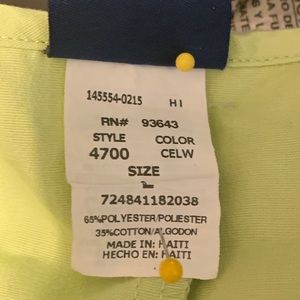 145554-0215 H I
RN# 93643
STYLE COLOR
4700 CELW
SIZE
724841182038
65%POLYESTER/POLIESTER
35%COTTON/ALGODON
MADE IN: HAITI
HECHO EN: HAITI